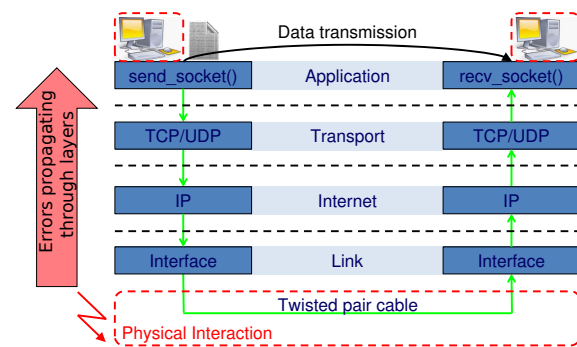 Data transmission
send_socket()
Application
recv_socket()
TCP/UDP
Transport
TCP/UDP
IP
Internet
IP
Interface
Link
Interface
Twisted pair cable
Physical Interaction
Errors propagating
through layers